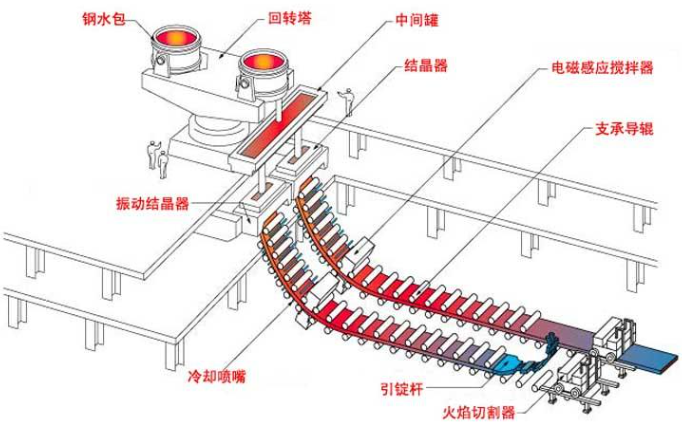 钢水包
回转塔
中间罐
结晶器
电磁感应搅拌器
支承导辊
振动结晶器
冷却喷嘴
引锭杆
火焰切割器